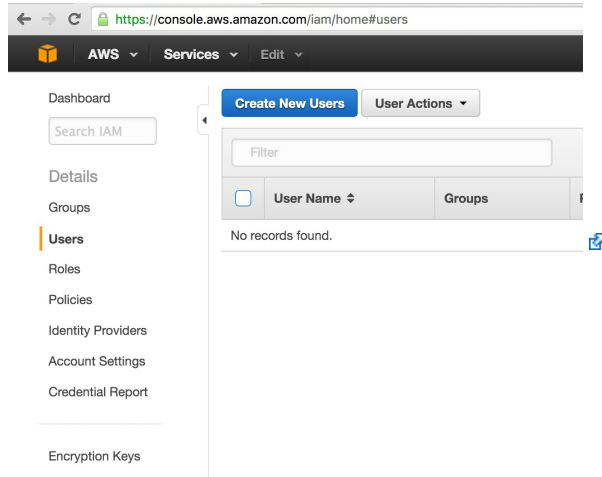 https://console.aws.amazon.com/iam/home#users
AWS Services Edit
Dashboard
Search IAM
Details
Groups
Users
Roles
Policies
Identity Providers
Account Settings
Credential Report
Encryption Keys
Create New Users User Actions
Filter
User Name Groups
No records found.